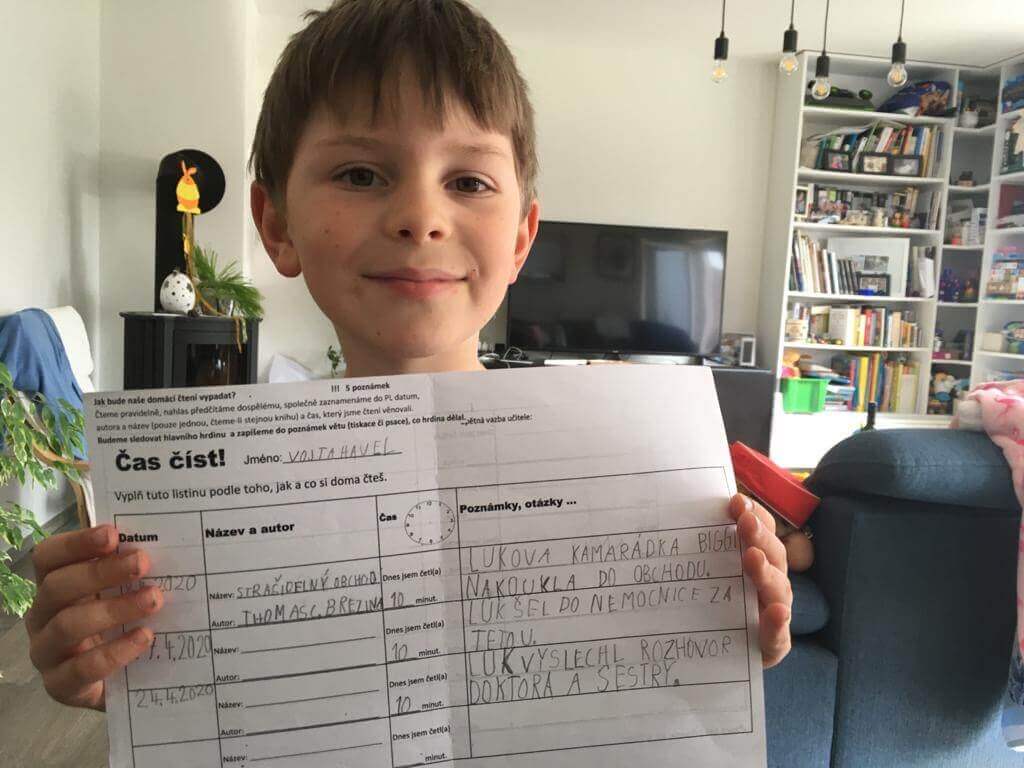 !!! 5 poznámek
Jak bude naše domácí čtení vypadat?
Čteme pravidelně, nahlas předčítáme dospělému, společně zaznamenáme do PL datum,
autora a název (pouze jednou, čteme-li stejnou knihu) a čas, který jsme čtení věnovali.
Budeme sledovat hlavního hrdinu a zapíšeme do poznámek větu (tiskace či psace), co hrdina dělal.
pětná vazba učitele:
Čas číst! Jméno: VOJTA HAVEL
Vyplň tuto listinu podle toho, jak a co si doma čteš.
Datum Název a autor Čas Poznámky, otázky ...
2020 Název: STRAŠIDELNÝ OBCHOD Dnes jsem četl(a) LUKOVA KAMARÁDKA BIGGI
Autor: THOMAS C. BREZINA 10 minut. NAKOUKLA DO OBCHODU.
7.4.2020 Název: Dnes jsem četl(a) LUK ŠEL DO NEMOCNICE ZA
Autor: 10 minut. TETOU.
24.4.2020 Název: Dnes jsem četl(a) LUK VYSLECHL ROZHOVOR
Autor: 10 minut. DOKTORA A SESTRY.
Název: Dnes jsem četl(a)
minut.